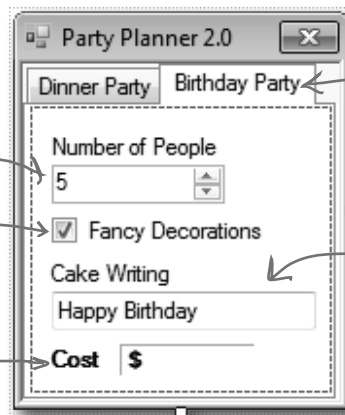 Party Planner 2.0
Dinner Party Birthday Party
Number of People
5
Fancy Decorations
Cake Writing
Happy Birthday
Cost $